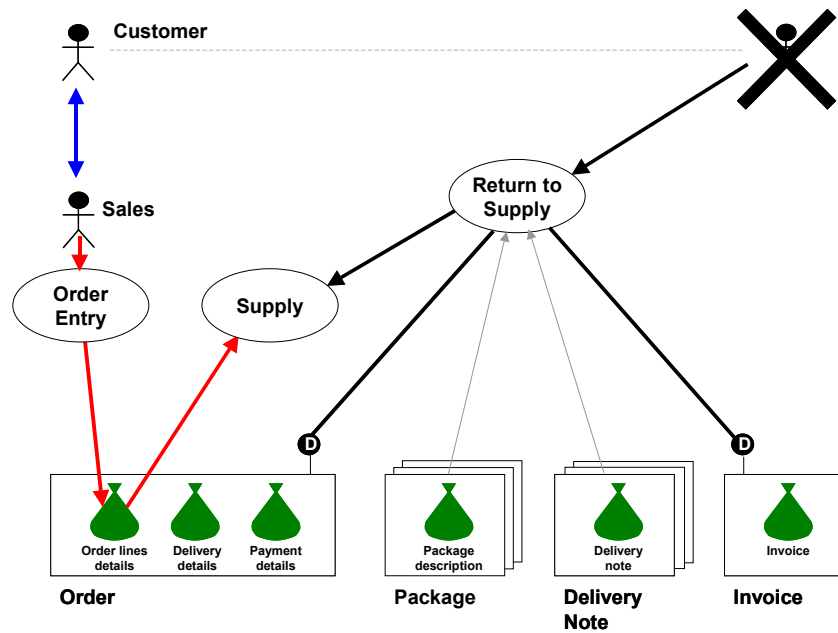 Customer
Sales
Return to
Supply
Order
Entry
Supply
D
D
Order lines
details
Delivery
details
Payment
details
Package
description
Delivery
note
Invoice
Order
Package
Delivery
Note
Invoice